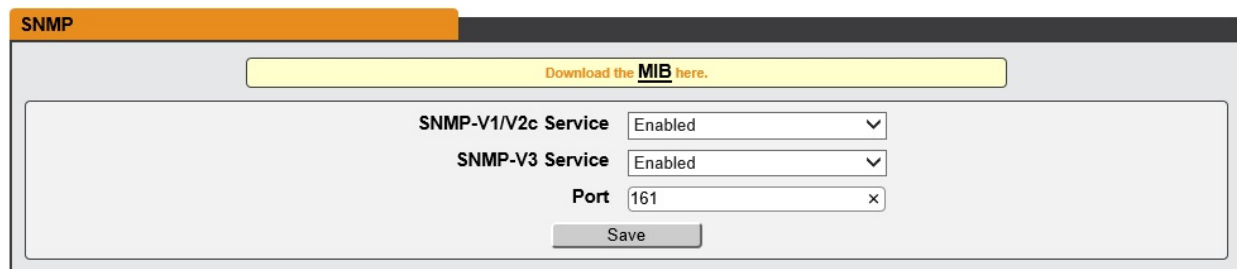 SNMP
Download the MIB here.
SNMP-V1/V2c Service Enabled
SNMP-V3 Service Enabled
Port 161 ×
Save